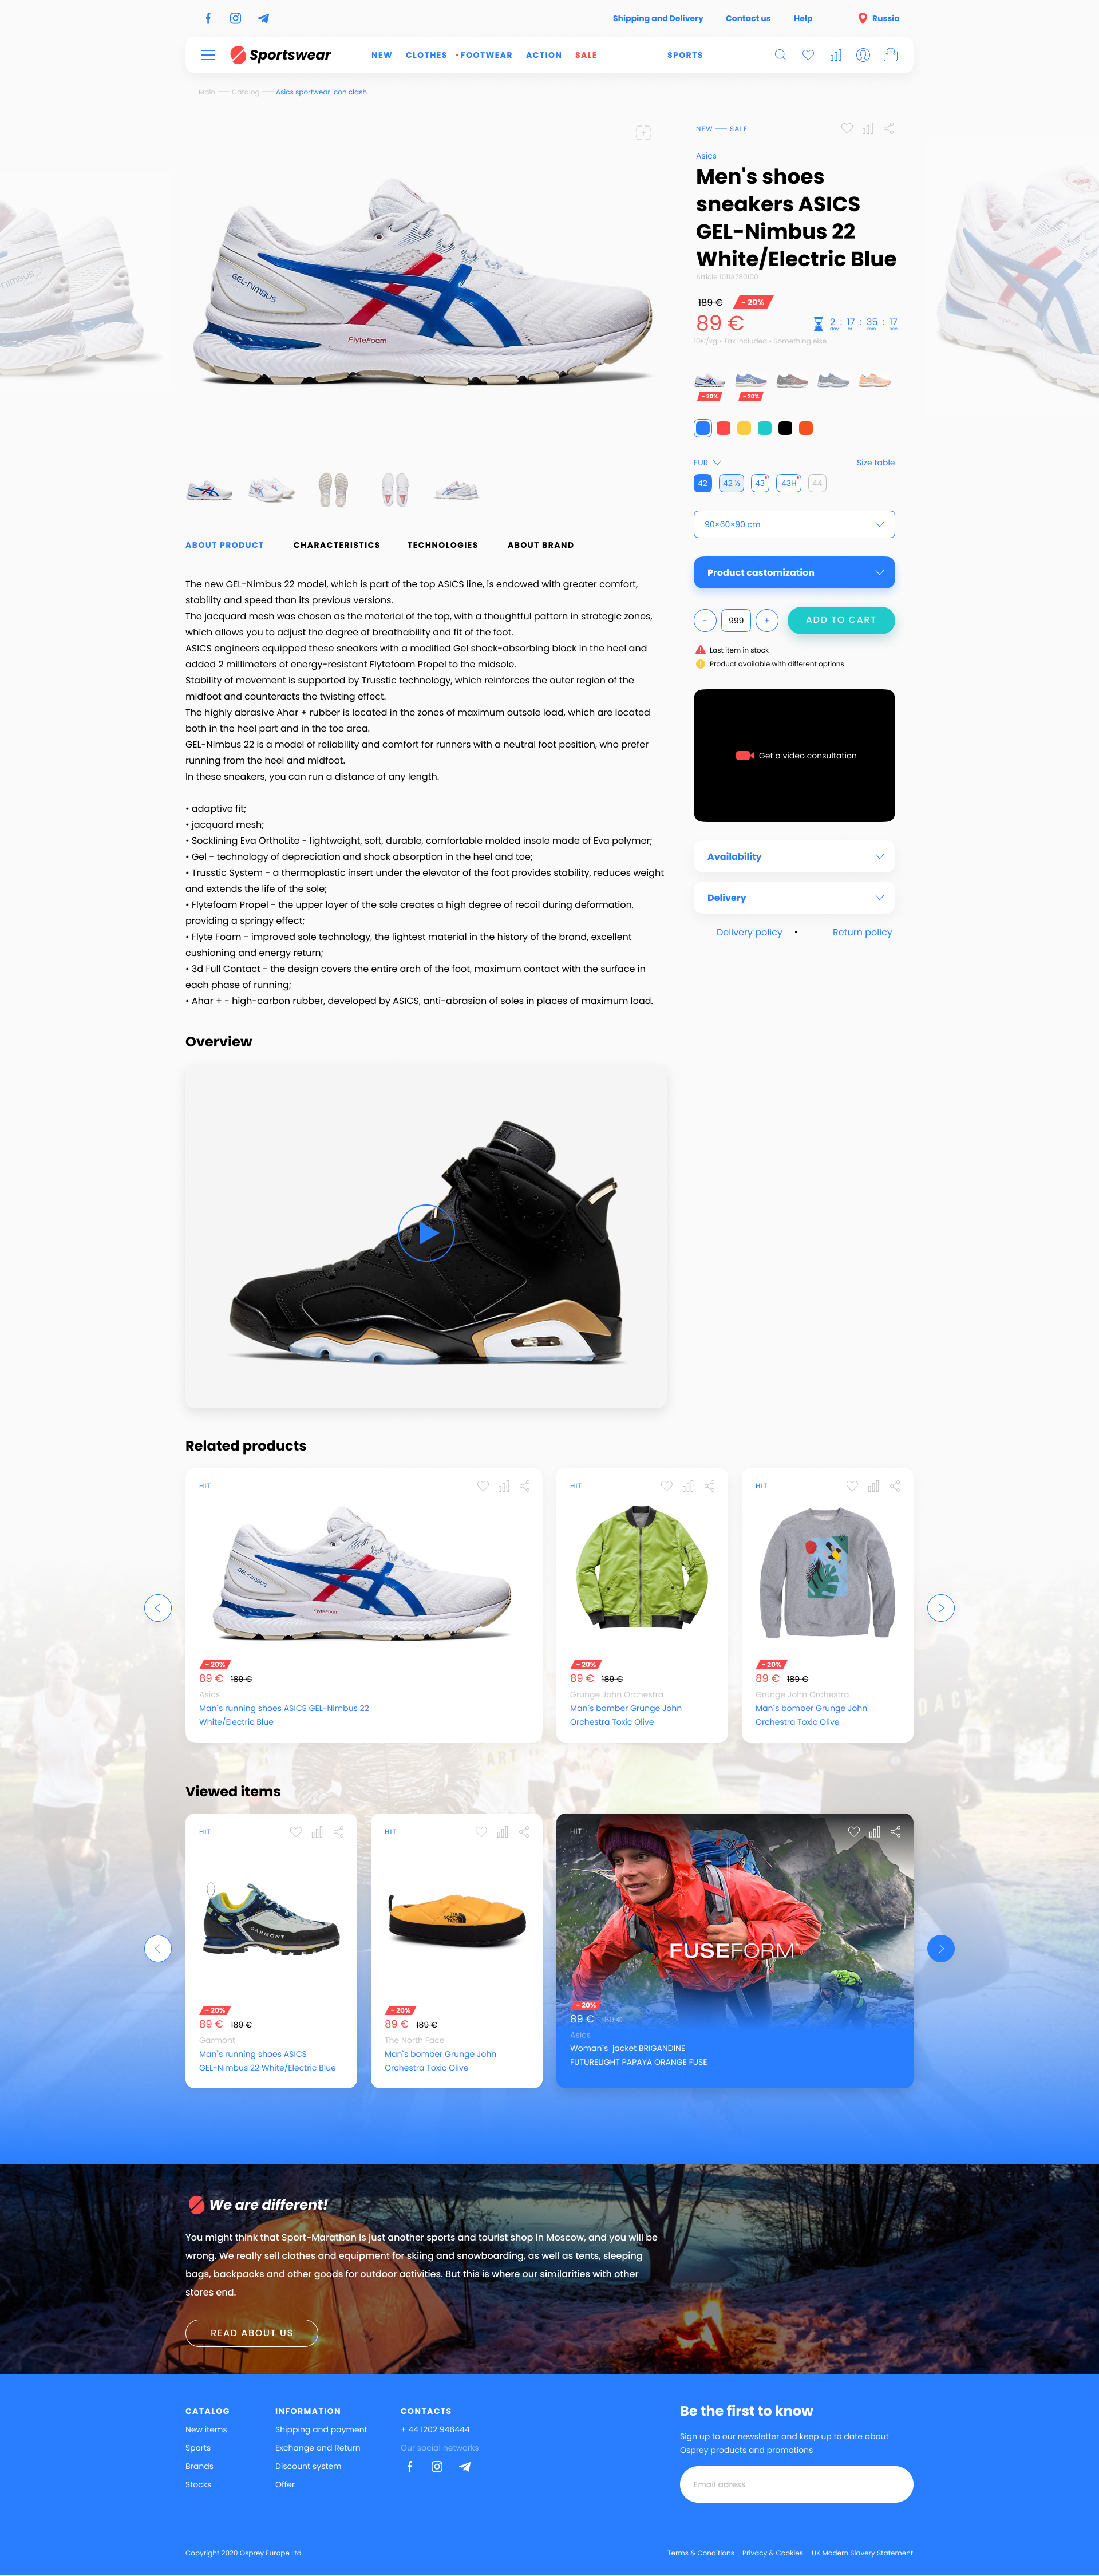 Shipping and Delivery Contact us Help Russia
Sportswear NEW CLOTHES • FOOTWEAR ACTION SALE SPORTS
Main — Catalog — Asics sportwear icon clash
NEW — SALE
Asics
Men's shoes
sneakers ASICS
GEL-Nimbus 22
White/Electric Blue
Article 1011A780100
189 € - 20%
89 € 2 : 17 : 35 : 17
day hr min sec
10€/kg • Tax included • Something else
GEL-NIMBUS
FlyteFoam
- 20% - 20%
EUR Size table
42 42 ½ 43 43H 44
90×60×90 cm
Product castomization
- 999 + ADD TO CART
Last item in stock
Product available with different options
Get a video consultation
Availability
Delivery
Delivery policy • Return policy
ABOUT PRODUCT CHARACTERISTICS TECHNOLOGIES ABOUT BRAND
The new GEL-Nimbus 22 model, which is part of the top ASICS line, is endowed with greater comfort,
stability and speed than its previous versions.
The jacquard mesh was chosen as the material of the top, with a thoughtful pattern in strategic zones,
which allows you to adjust the degree of breathability and fit of the foot.
ASICS engineers equipped these sneakers with a modified Gel shock-absorbing block in the heel and
added 2 millimeters of energy-resistant Flytefoam Propel to the midsole.
Stability of movement is supported by Trusstic technology, which reinforces the outer region of the
midfoot and counteracts the twisting effect.
The highly abrasive Ahar + rubber is located in the zones of maximum outsole load, which are located
both in the heel part and in the toe area.
GEL-Nimbus 22 is a model of reliability and comfort for runners with a neutral foot position, who prefer
running from the heel and midfoot.
In these sneakers, you can run a distance of any length.
• adaptive fit;
• jacquard mesh;
• Socklining Eva OrthoLite - lightweight, soft, durable, comfortable molded insole made of Eva polymer;
• Gel - technology of depreciation and shock absorption in the heel and toe;
• Trusstic System - a thermoplastic insert under the elevator of the foot provides stability, reduces weight
and extends the life of the sole;
• Flytefoam Propel - the upper layer of the sole creates a high degree of recoil during deformation,
providing a springy effect;
• Flyte Foam - improved sole technology, the lightest material in the history of the brand, excellent
cushioning and energy return;
• 3d Full Contact - the design covers the entire arch of the foot, maximum contact with the surface in
each phase of running;
• Ahar + - high-carbon rubber, developed by ASICS, anti-abrasion of soles in places of maximum load.
Overview
Related products
HIT HIT HIT
GEL-NIMBUS
FlyteFoam
- 20% - 20% - 20%
89 € 189 € 89 € 189 € 89 € 189 €
Asics Grunge John Orchestra Grunge John Orchestra
Man`s running shoes ASICS GEL-Nimbus 22 Man`s bomber Grunge John Man`s bomber Grunge John
White/Electric Blue Orchestra Toxic Olive Orchestra Toxic Olive
Viewed items
HIT HIT HIT
GARMONT
THE NORTH FACE
FUSEFORM
- 20% - 20% - 20%
89 € 189 € 89 € 189 € 89 € 189 €
Garmont The North Face Asics
Man`s running shoes ASICS Man`s bomber Grunge John Woman`s jacket BRIGANDINE
GEL-Nimbus 22 White/Electric Blue Orchestra Toxic Olive FUTURELIGHT PAPAYA ORANGE FUSE
We are different!
You might think that Sport-Marathon is just another sports and tourist shop in Moscow, and you will be
wrong. We really sell clothes and equipment for skiing and snowboarding, as well as tents, sleeping
bags, backpacks and other goods for outdoor activities. But this is where our similarities with other
stores end.
READ ABOUT US
CATALOG INFORMATION CONTACTS
New items Shipping and payment + 44 1202 946444
Sports Exchange and Return Our social networks
Brands Discount system
Stocks Offer
Be the first to know
Sign up to our newsletter and keep up to date about
Osprey products and promotions
Email adress
Copyright 2020 Osprey Europe Ltd. Terms & Conditions Privacy & Cookies UK Modern Slavery Statement